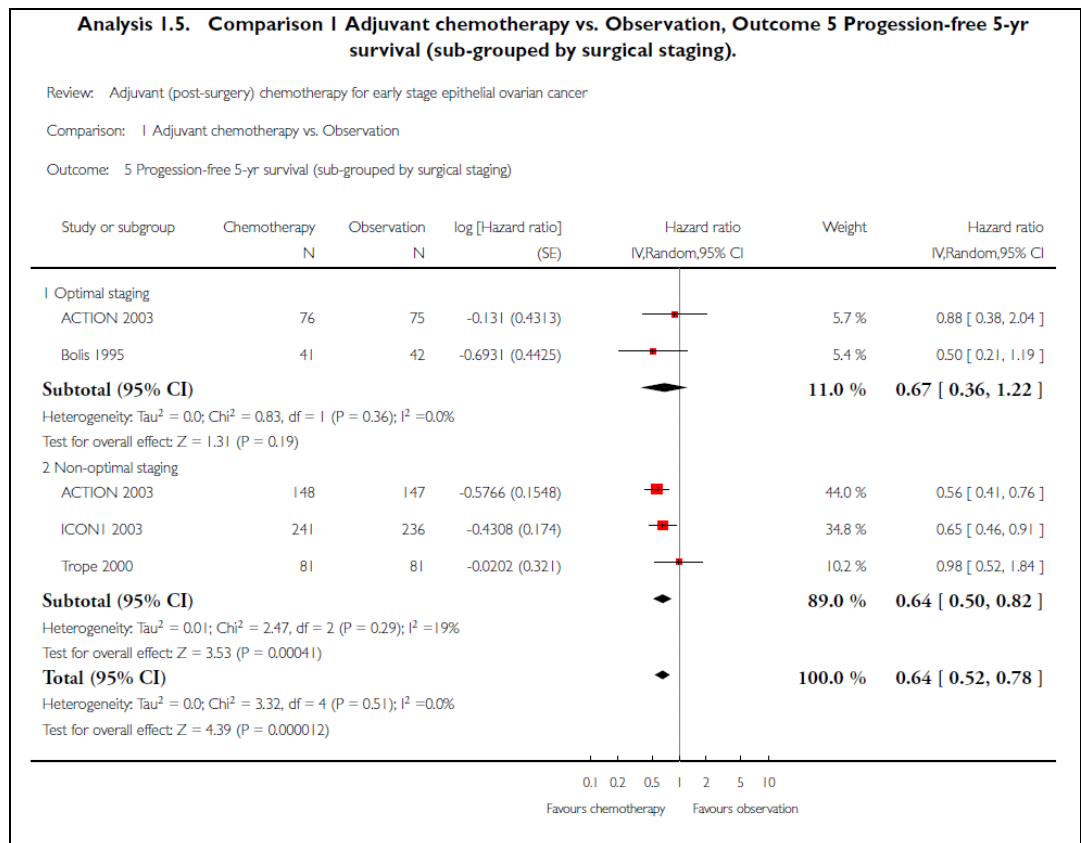 Analysis 1.5. Comparison 1 Adjuvant chemotherapy vs. Observation, Outcome 5 Progession-free 5-yr
survival (sub-grouped by surgical staging).
Review: Adjuvant (post-surgery) chemotherapy for early stage epithelial ovarian cancer
Comparison: 1 Adjuvant chemotherapy vs. Observation
Outcome: 5 Progession-free 5-yr survival (sub-grouped by surgical staging)
Study or subgroup Chemotherapy Observation log [Hazard ratio] Hazard ratio Weight Hazard ratio
N N (SE) IV,Random,95% CI IV,Random,95% CI
1 Optimal staging
ACTION 2003 76 75 -0.131 (0.4313) 5.7 % 0.88 [ 0.38, 2.04 ]
Bolis 1995 41 42 -0.6931 (0.4425) 5.4 % 0.50 [ 0.21, 1.19 ]
Subtotal (95% CI) 11.0 % 0.67 [ 0.36, 1.22 ]
Heterogeneity: Tau² = 0.0; Chi² = 0.83, df = 1 (P = 0.36); I² =0.0%
Test for overall effect: Z = 1.31 (P = 0.19)
2 Non-optimal staging
ACTION 2003 148 147 -0.5766 (0.1548) 44.0 % 0.56 [ 0.41, 0.76 ]
ICON1 2003 241 236 -0.4308 (0.174) 34.8 % 0.65 [ 0.46, 0.91 ]
Trope 2000 81 81 -0.0202 (0.321) 10.2 % 0.98 [ 0.52, 1.84 ]
Subtotal (95% CI) 89.0 % 0.64 [ 0.50, 0.82 ]
Heterogeneity: Tau² = 0.01; Chi² = 2.47, df = 2 (P = 0.29); I² =19%
Test for overall effect: Z = 3.53 (P = 0.00041)
Total (95% CI) 100.0 % 0.64 [ 0.52, 0.78 ]
Heterogeneity: Tau² = 0.0; Chi² = 3.32, df = 4 (P = 0.51); I² =0.0%
Test for overall effect: Z = 4.39 (P = 0.000012)
0.1 0.2 0.5 1 2 5 10
Favours chemotherapy Favours observation